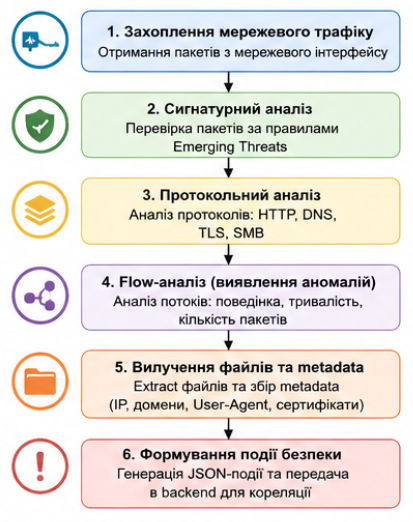 1. Захоплення мережевого трафіку
Отримання пакетів з мережевого інтерфейсу
2. Сигнатурний аналіз
Перевірка пакетів за правилами
Emerging Threats
3. Протокольний аналіз
Аналіз протоколів: HTTP, DNS,
TLS, SMB
4. Flow-аналіз (виявлення аномалій)
Аналіз потоків: поведінка, тривалість,
кількість пакетів
5. Вилучення файлів та metadata
Extract файлів та збір metadata
(IP, домени, User-Agent, сертифікати)
6. Формування події безпеки
Генерація JSON-події та передача
в backend для кореляції